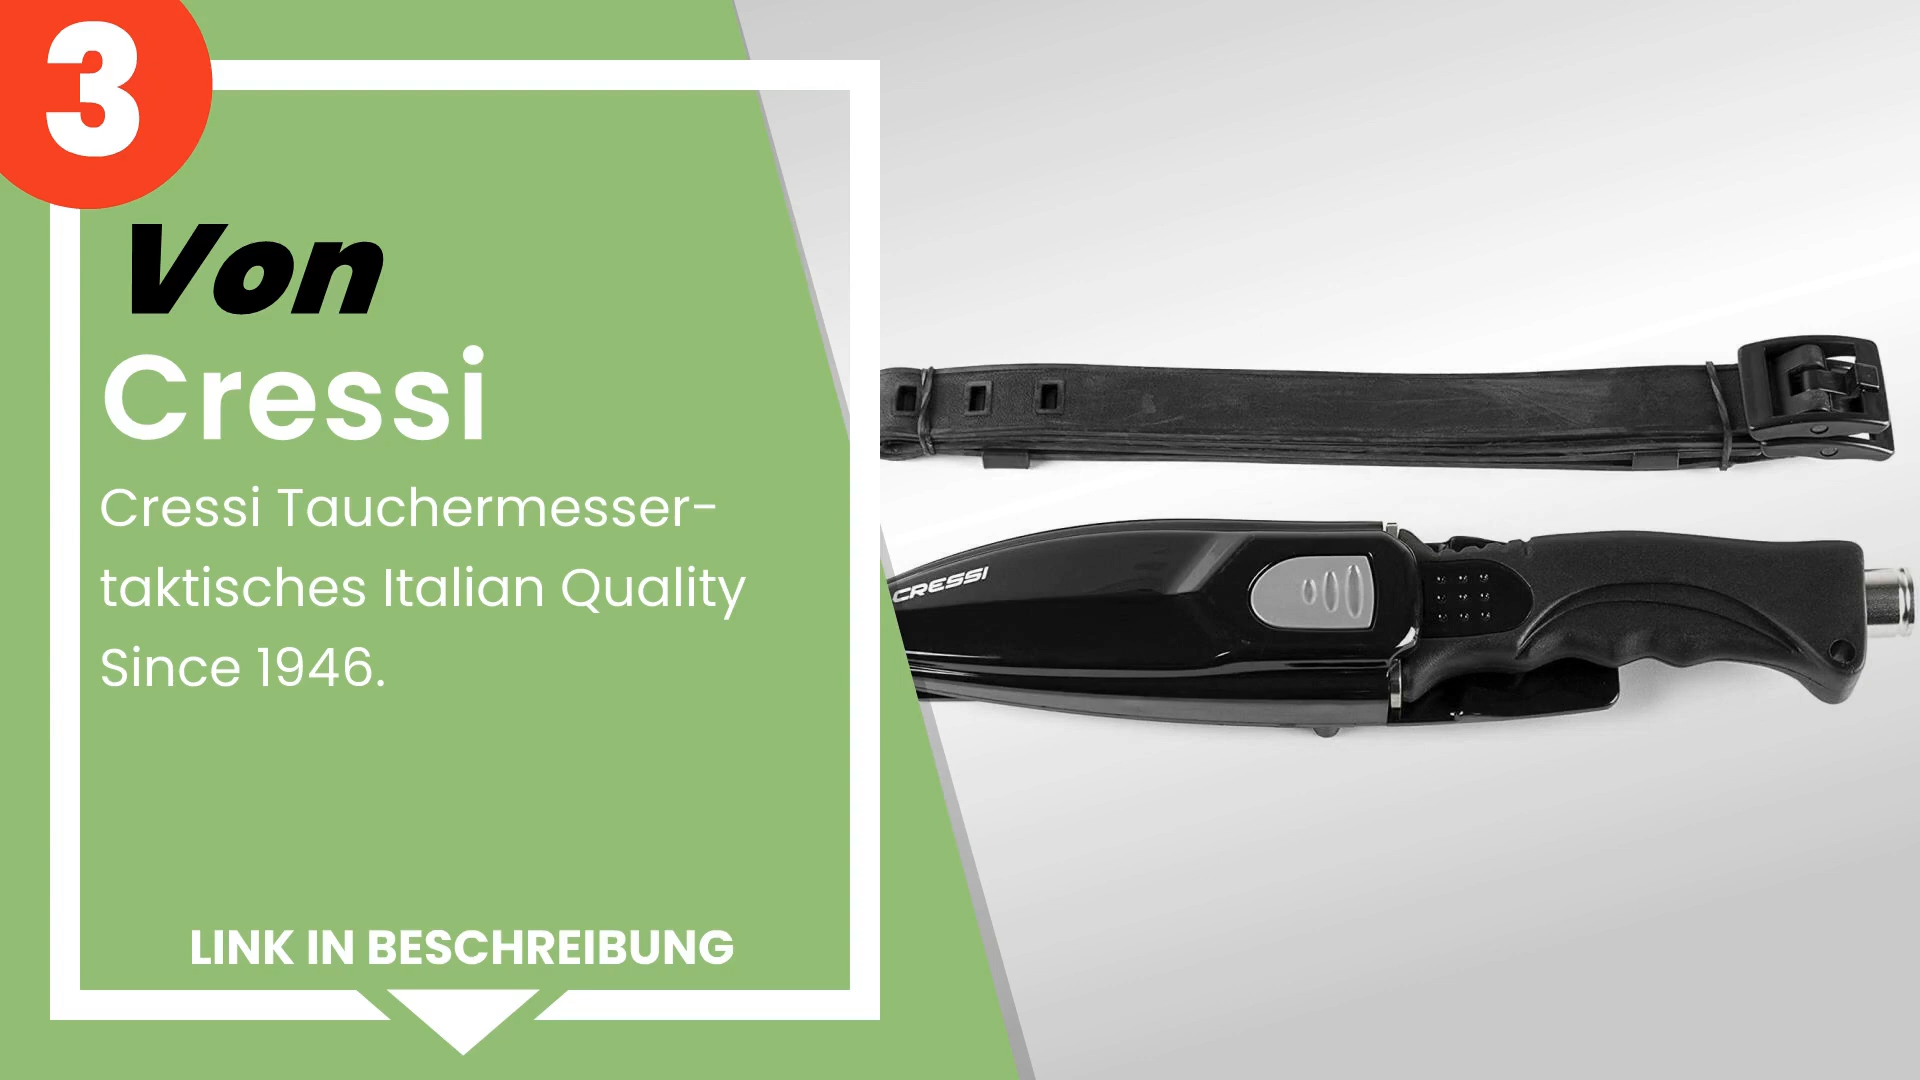 3
Von
Cressi
Cressi Tauchermesser-
taktisches Italian Quality
Since 1946.
CRESSI
LINK IN BESCHREIBUNG